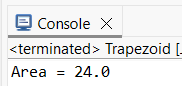 Console
<terminated> Trapezoid [
Area = 24.0